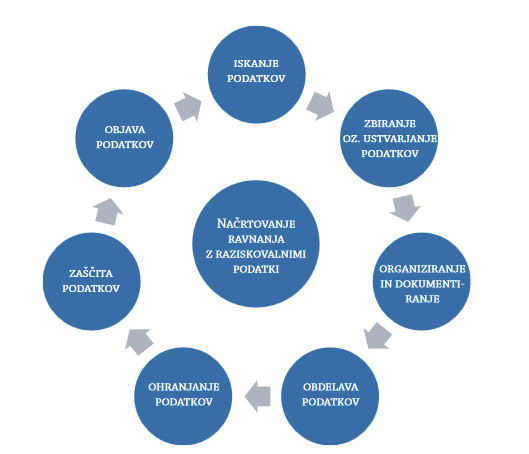 ISKANJE
PODATKOV
ZBIRANJE
OZ. USTVARJANJE
PODATKOV
ORGANIZIRANJE
IN DOKUMENTI-
RANJE
OBDELAVA
PODATKOV
OHRANJANJE
PODATKOV
ZAŠČITA
PODATKOV
OBJAVA
PODATKOV
NAČRTOVANJE
RAVNANJA
Z RAZISKOVALNIMI
PODATKI